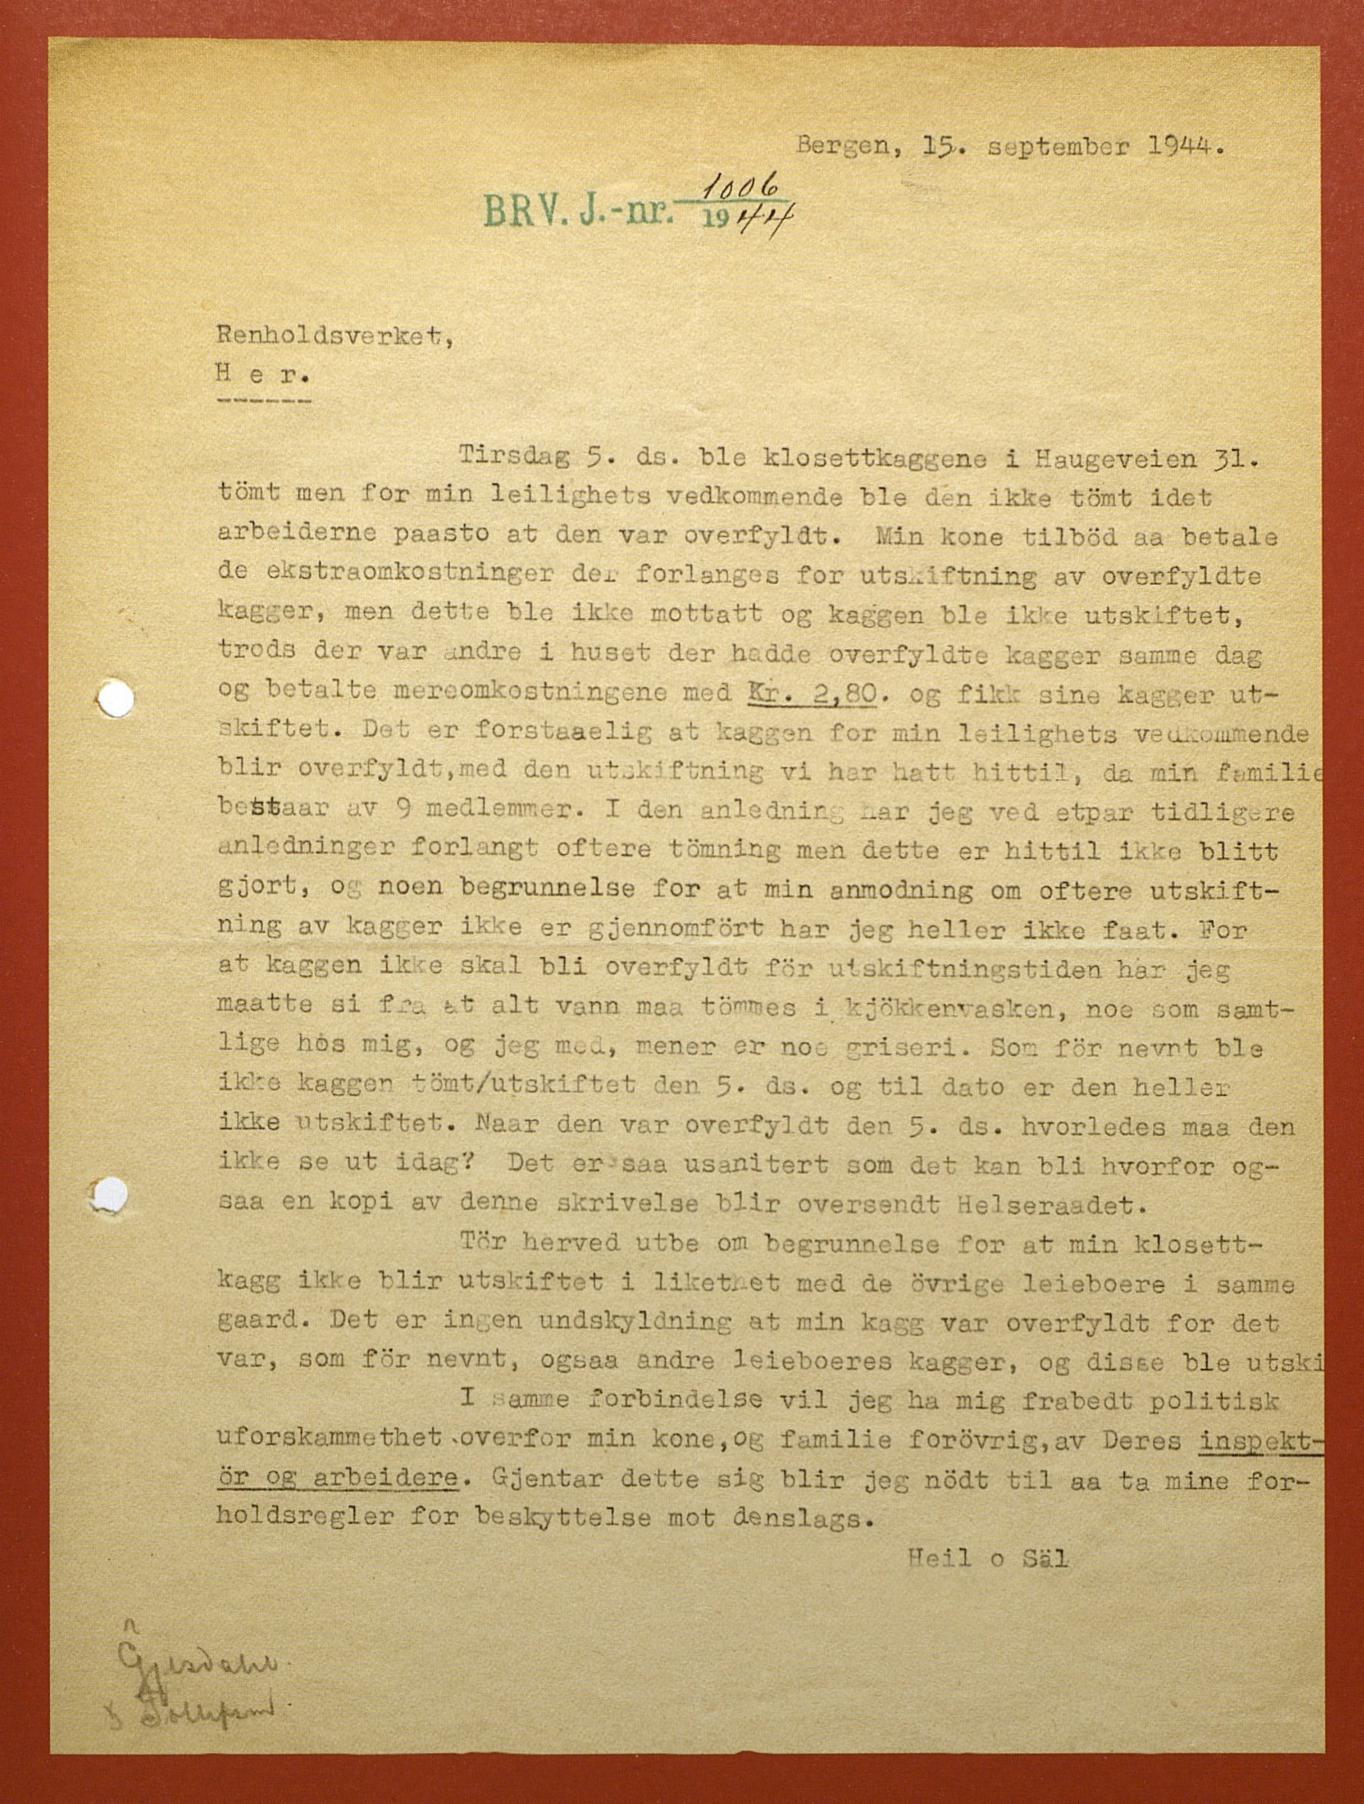 Bergen, 15. september 1944.
BRV. J.-nr. 1006
1944
Renholdsverket,
H e r.
Tirsdag 5. ds. ble klosettkaggene i Haugeveien 31.
tömt men for min leilighets vedkommende ble den ikke tömt idet
arbeiderne paasto at den var overfyldt. Min kone tilböd aa betale
de ekstraomkostninger der forlanges for utskiftning av overfyldte
kagger, men dette ble ikke mottatt og kaggen ble ikke utskiftet,
trods der var andre i huset der hadde overfyldte kagger samme dag
og betalte mereomkostningene med Kr. 2,80. og fikk sine kagger ut-
skiftet. Det er forstaaelig at kaggen for min leilighets vedkommende
blir overfyldt,med den utskiftning vi har hatt hittil, da min familie
bestaar av 9 medlemmer. I den anledning har jeg ved etpar tidligere
anledninger forlangt oftere tömning men dette er hittil ikke blitt
gjort, og noen begrunnelse for at min anmodning om oftere utskift-
ning av kagger ikke er gjennomfört har jeg heller ikke faat. For
at kaggen ikke skal bli overfyldt för utskiftningstiden har jeg
maatte si fra at alt vann maa tömmes i kjökkenvasken, noe som samt-
lige hos mig, og jeg med, mener er noe griseri. Som för nevnt ble
ikke kaggen tömt/utskiftet den 5. ds. og til dato er den heller
ikke utskiftet. Naar den var overfyldt den 5. ds. hvorledes maa den
ikke se ut idag? Det er saa usanitert som det kan bli hvorfor og-
saa en kopi av denne skrivelse blir oversendt Helseraadet.
Tör herved utbe om begrunnelse for at min klosett-
kagg ikke blir utskiftet i likethet med de övrige leieboere i samme
gaard. Det er ingen undskyldning at min kagg var overfyldt for det
var, som för nevnt, ogsaa andre leieboeres kagger, og disse ble utski
I samme forbindelse vil jeg ha mig frabedt politisk
uforskammethet overfor min kone,og familie forövrig,av Deres inspekt-
ör og arbeidere. Gjentar dette sig blir jeg nödt til aa ta mine for-
holdsregler for beskyttelse mot denslags.
Heil o Säl
Gjesdahl